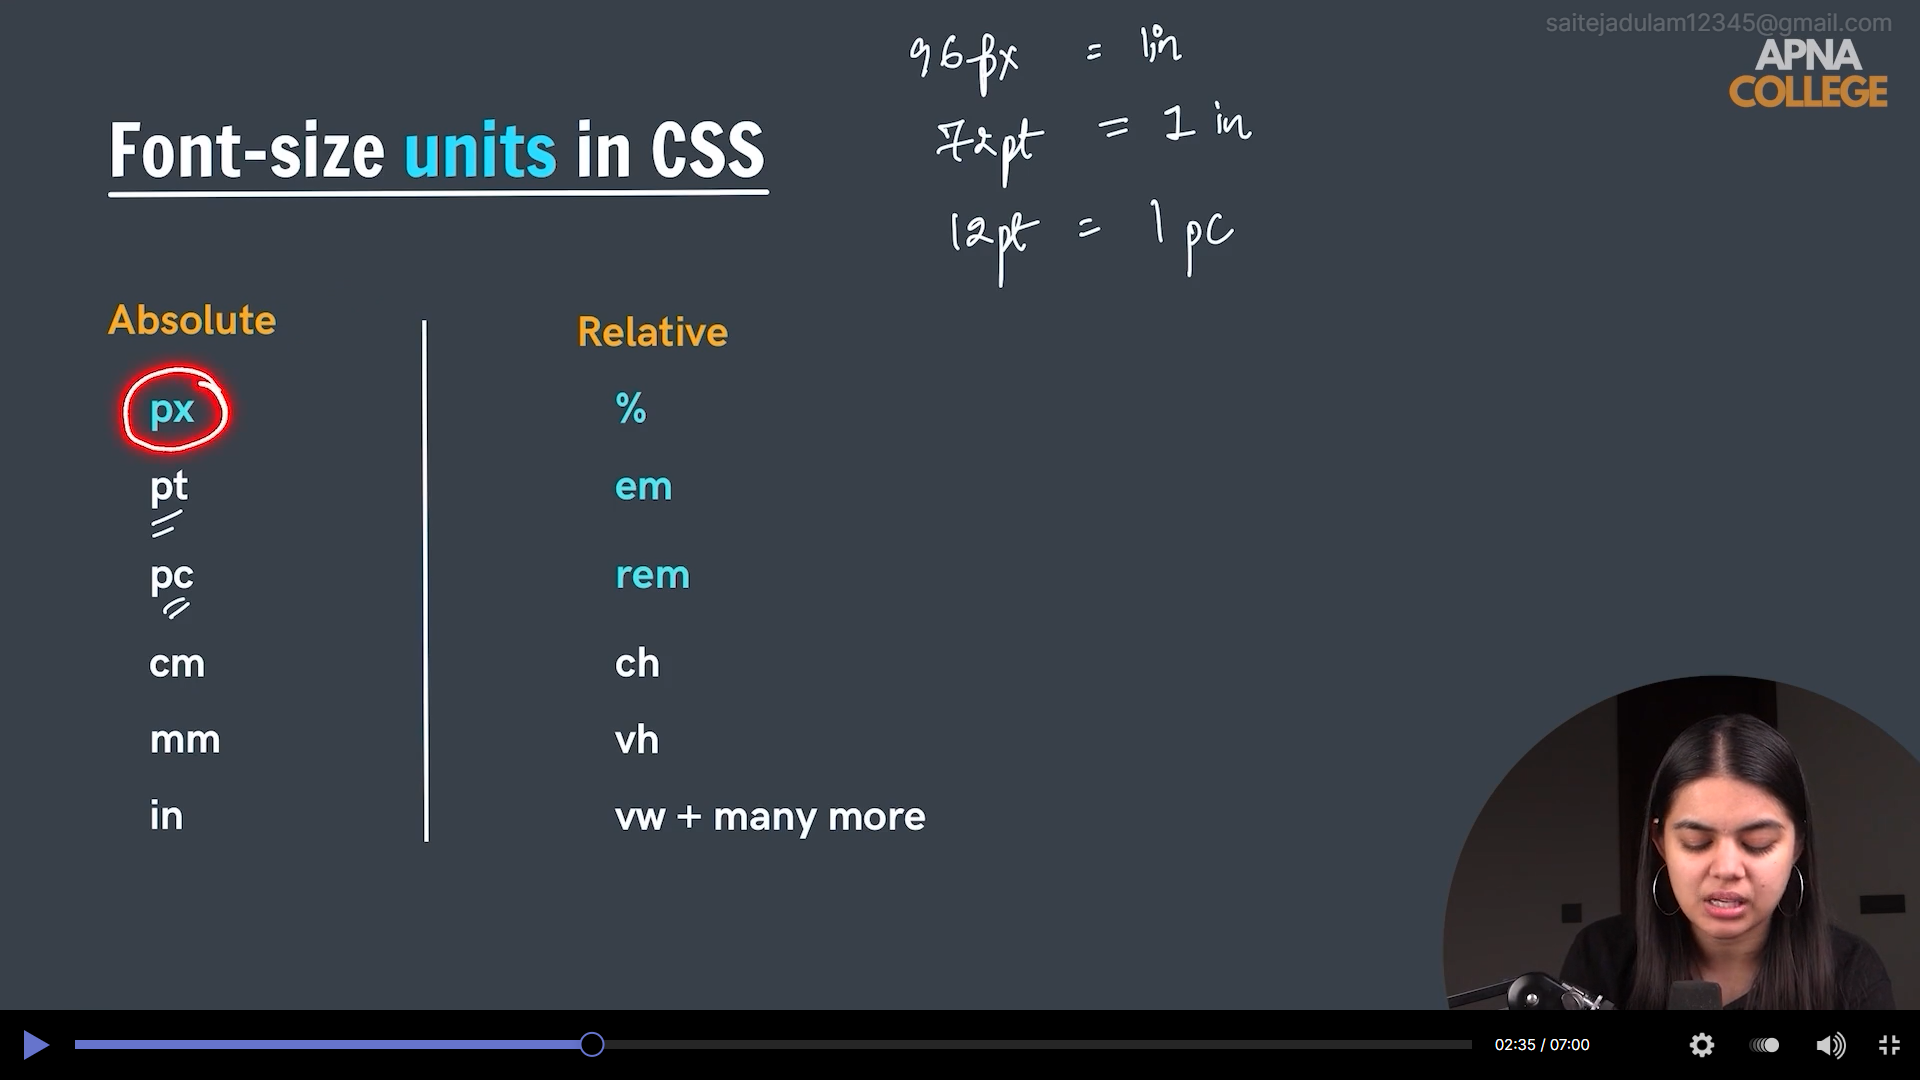 saitejadulam12345@gmail.com
APNA
COLLEGE
96px = 1in
72pt = 1 in
12pt = 1 pc
Font-size units in CSS
Absolute
px
pt
pc
cm
mm
in
Relative
%
em
rem
ch
vh
vw + many more
02:35 / 07:00